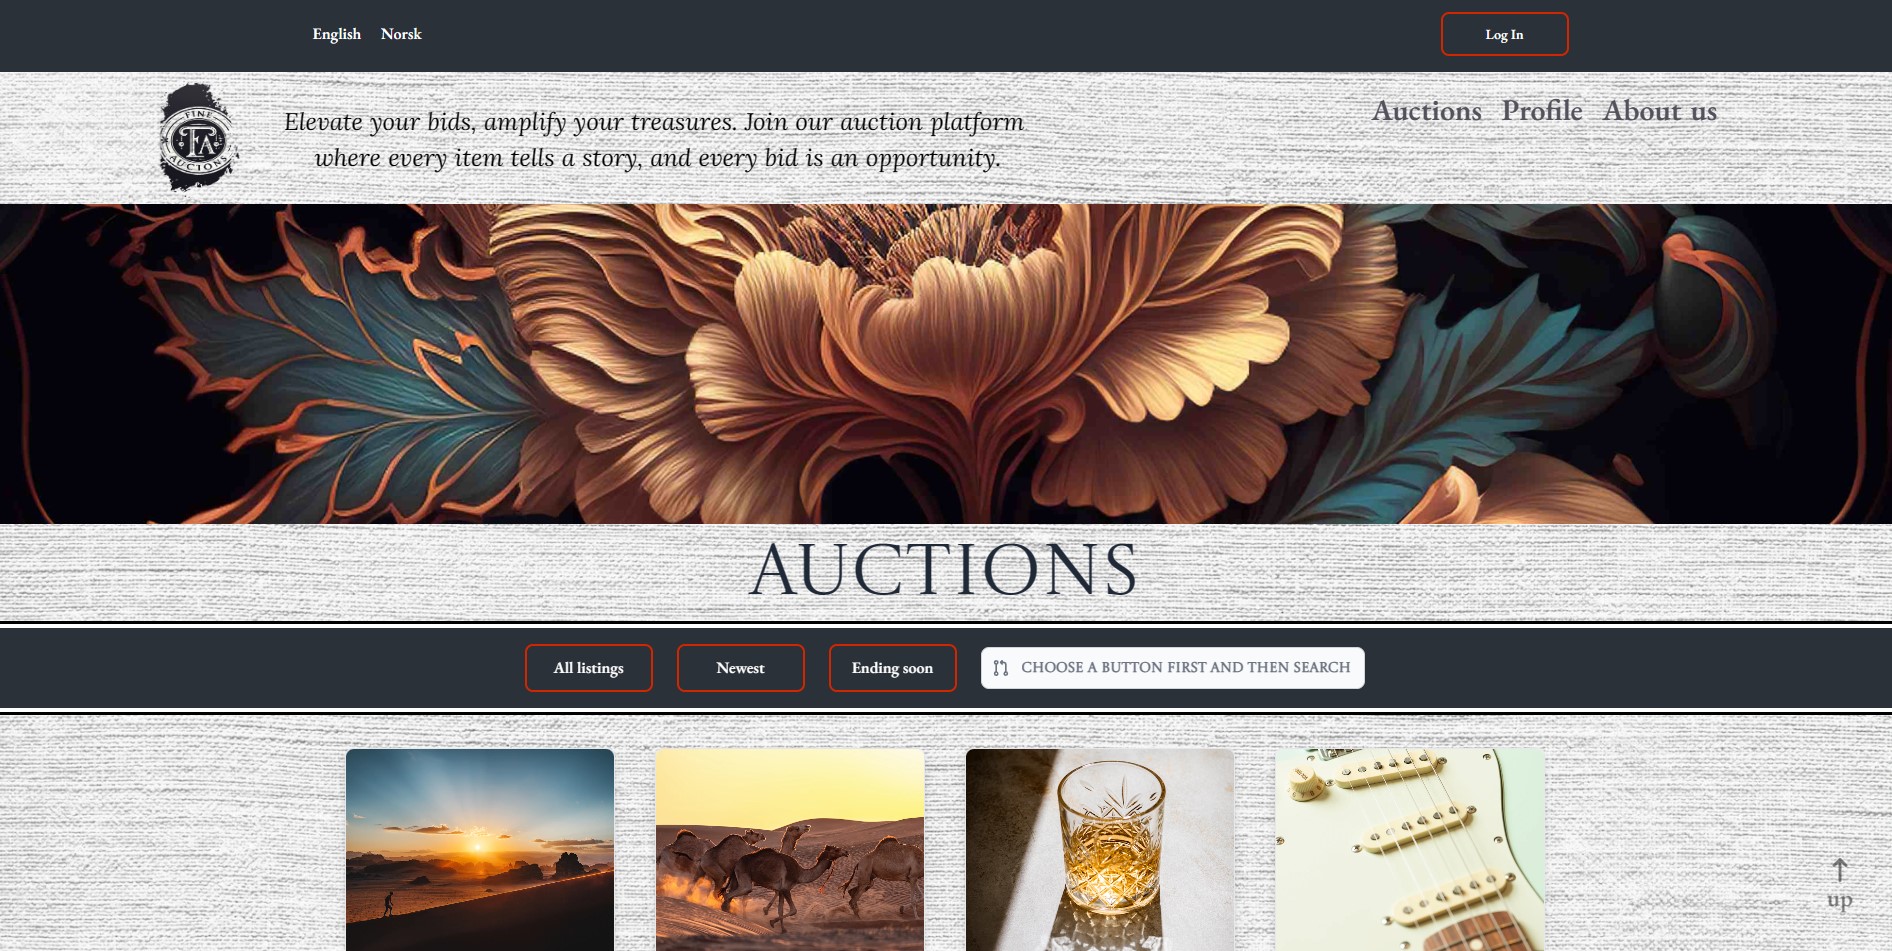 English Norsk
Log In
FINE
FA
AUCTIONS
Elevate your bids, amplify your treasures. Join our auction platform
where every item tells a story, and every bid is an opportunity.
Auctions Profile About us
AUCTIONS
All listings
Newest
Ending soon
CHOOSE A BUTTON FIRST AND THEN SEARCH
up